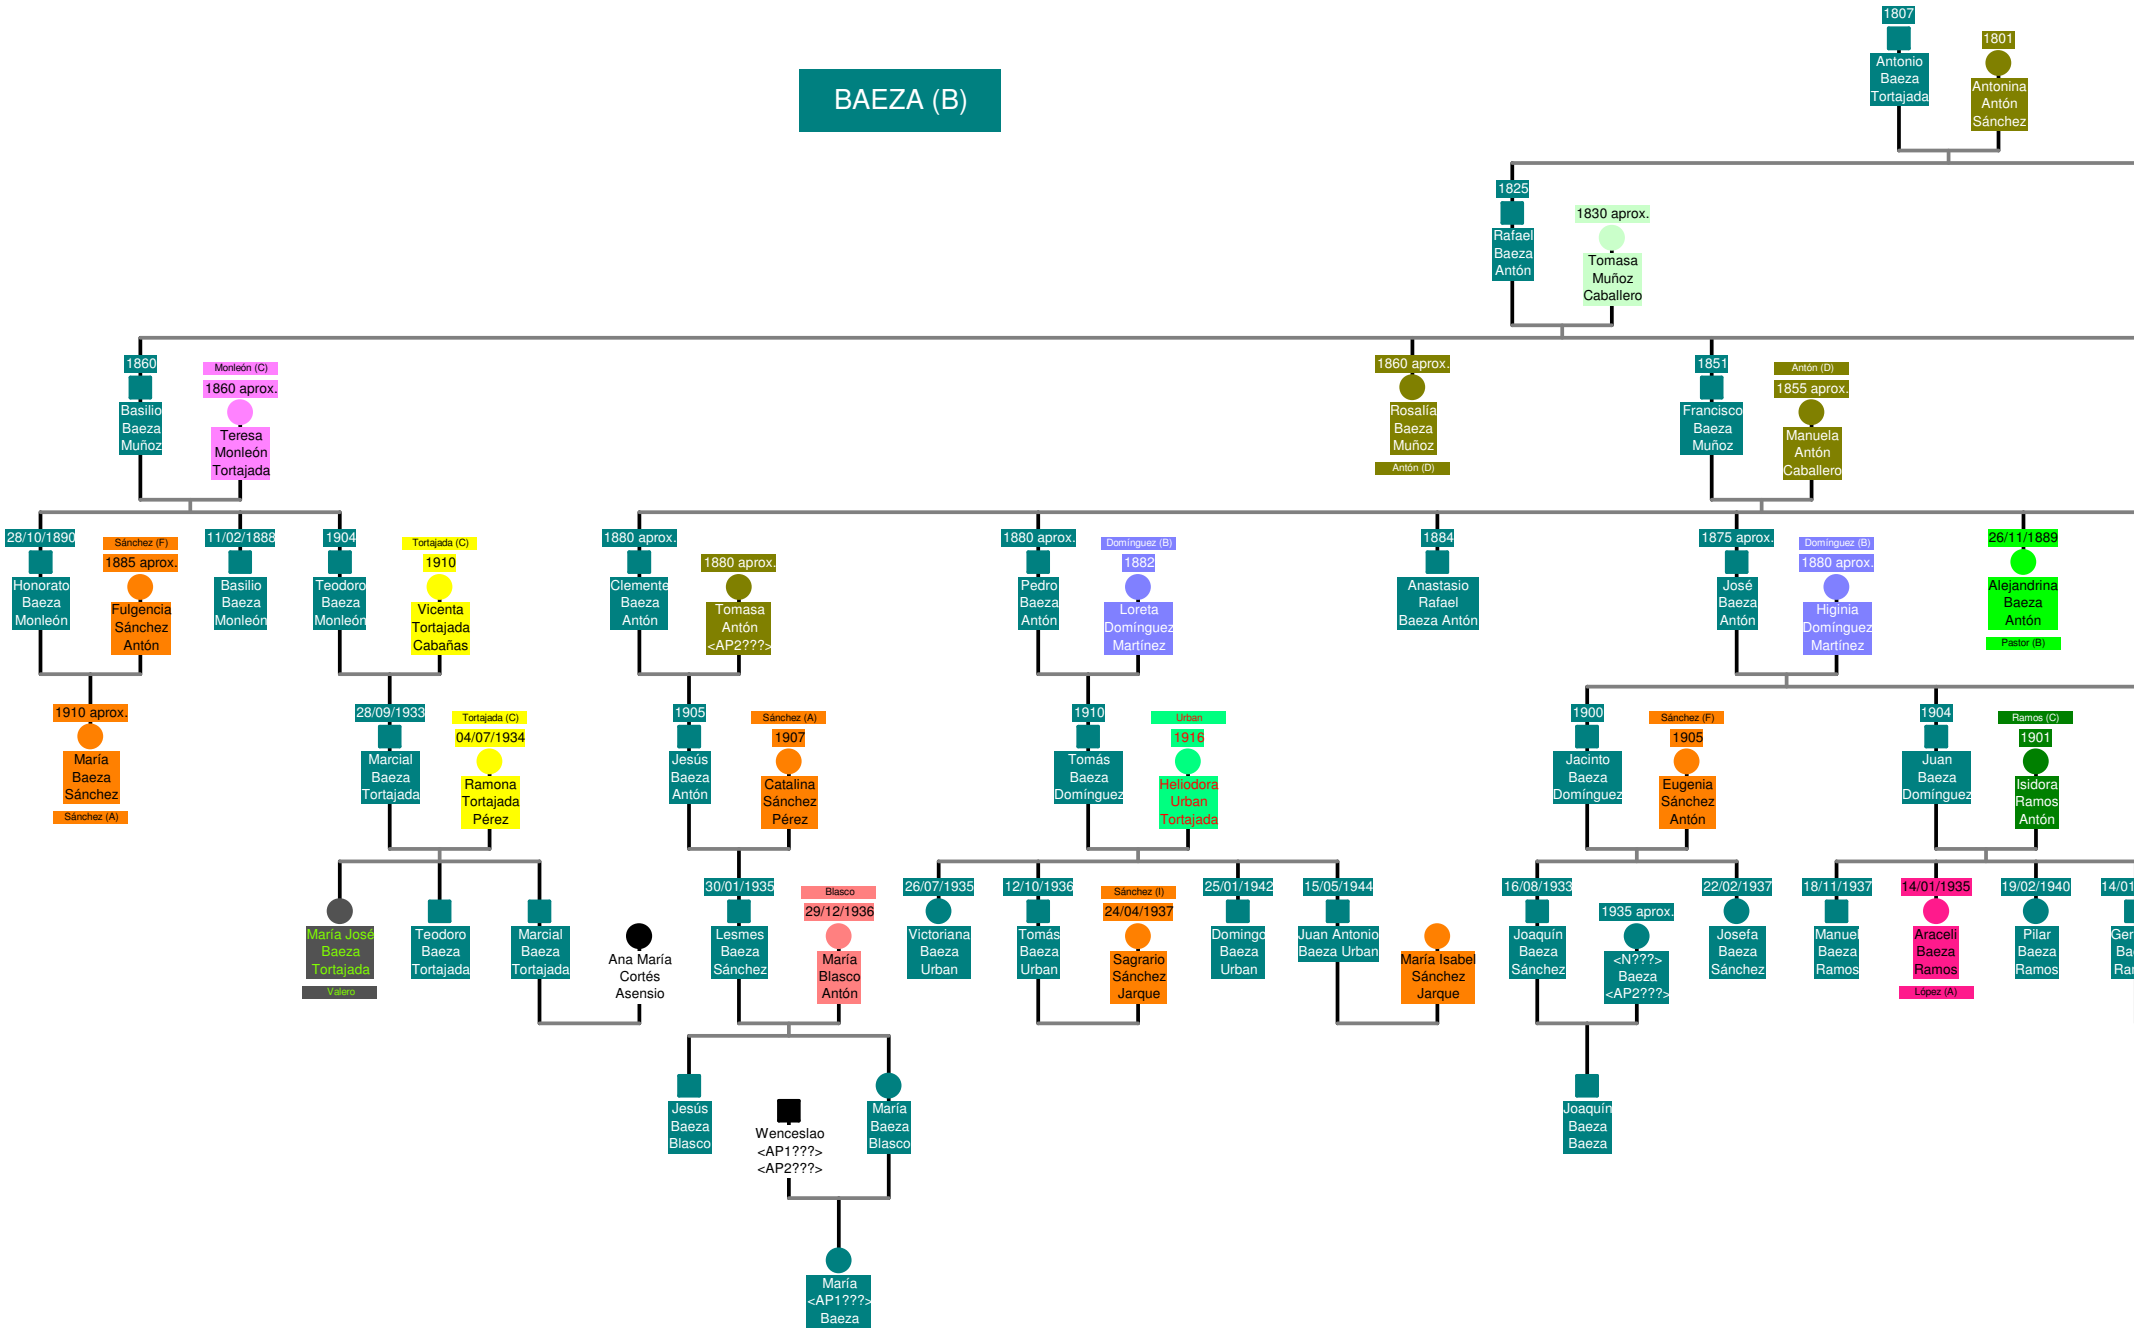 BAEZA (B)
1807
Antonio
Baeza
Tortajada
1801
Antonina
Antón
Sánchez
1825
Rafael
Baeza
Antón
1830 aprox.
Tomasa
Muñoz
Caballero
1860
Basilio
Baeza
Muñoz
Monleón (C)
1860 aprox.
Teresa
Monleón
Tortajada
1860 aprox.
Rosalía
Baeza
Muñoz
Antón (D)
1851
Francisco
Baeza
Muñoz
Antón (D)
1855 aprox.
Manuela
Antón
Caballero
28/10/1890
Honorato
Baeza
Monleón
Sánchez (F)
1885 aprox.
Fulgencia
Sánchez
Antón
11/02/1888
Basilio
Baeza
Monleón
1904
Teodoro
Baeza
Monleón
Tortajada (C)
1910
Vicenta
Tortajada
Cabañas
1880 aprox.
Clemente
Baeza
Antón
1880 aprox.
Tomasa
Antón
<AP2???>
1880 aprox.
Pedro
Baeza
Antón
Domínguez (B)
1882
Loreta
Domínguez
Martínez
1884
Anastasio
Rafael
Baeza Antón
1875 aprox.
José
Baeza
Antón
Domínguez (B)
1880 aprox.
Higinia
Domínguez
Martínez
26/11/1889
Alejandrina
Baeza
Antón
Pastor (B)
1910 aprox.
María
Baeza
Sánchez
Sánchez (A)
28/09/1933
Marcial
Baeza
Tortajada
Tortajada (C)
04/07/1934
Ramona
Tortajada
Pérez
1905
Jesús
Baeza
Antón
Sánchez (A)
1907
Catalina
Sánchez
Pérez
1910
Tomás
Baeza
Domínguez
Urban
1916
Heliodora
Urban
Tortajada
1900
Jacinto
Baeza
Domínguez
Sánchez (F)
1905
Eugenia
Sánchez
Antón
1904
Juan
Baeza
Domínguez
Ramos (C)
1901
Isidora
Ramos
Antón
María José
Baeza
Tortajada
Valero
Teodoro
Baeza
Tortajada
Marcial
Baeza
Tortajada
Ana María
Cortés
Asensio
30/01/1935
Lesmes
Baeza
Sánchez
Blasco
29/12/1936
María
Blasco
Antón
26/07/1935
Victoriana
Baeza
Urban
12/10/1936
Tomás
Baeza
Urban
Sánchez (I)
24/04/1937
Sagrario
Sánchez
Jarque
25/01/1942
Domingo
Baeza
Urban
15/05/1944
Juan Antonio
Baeza Urban
María Isabel
Sánchez
Jarque
16/08/1933
Joaquín
Baeza
Sánchez
1935 aprox.
<N???>
Baeza
<AP2???>
22/02/1937
Josefa
Baeza
Sánchez
18/11/1937
Manuel
Baeza
Ramos
14/01/1935
Araceli
Baeza
Ramos
López (A)
19/02/1940
Pilar
Baeza
Ramos
Jesús
Baeza
Blasco
Wenceslao
<AP1???>
<AP2???>
María
Baeza
Blasco
Joaquín
Baeza
Baeza
María
<AP1???>
Baeza